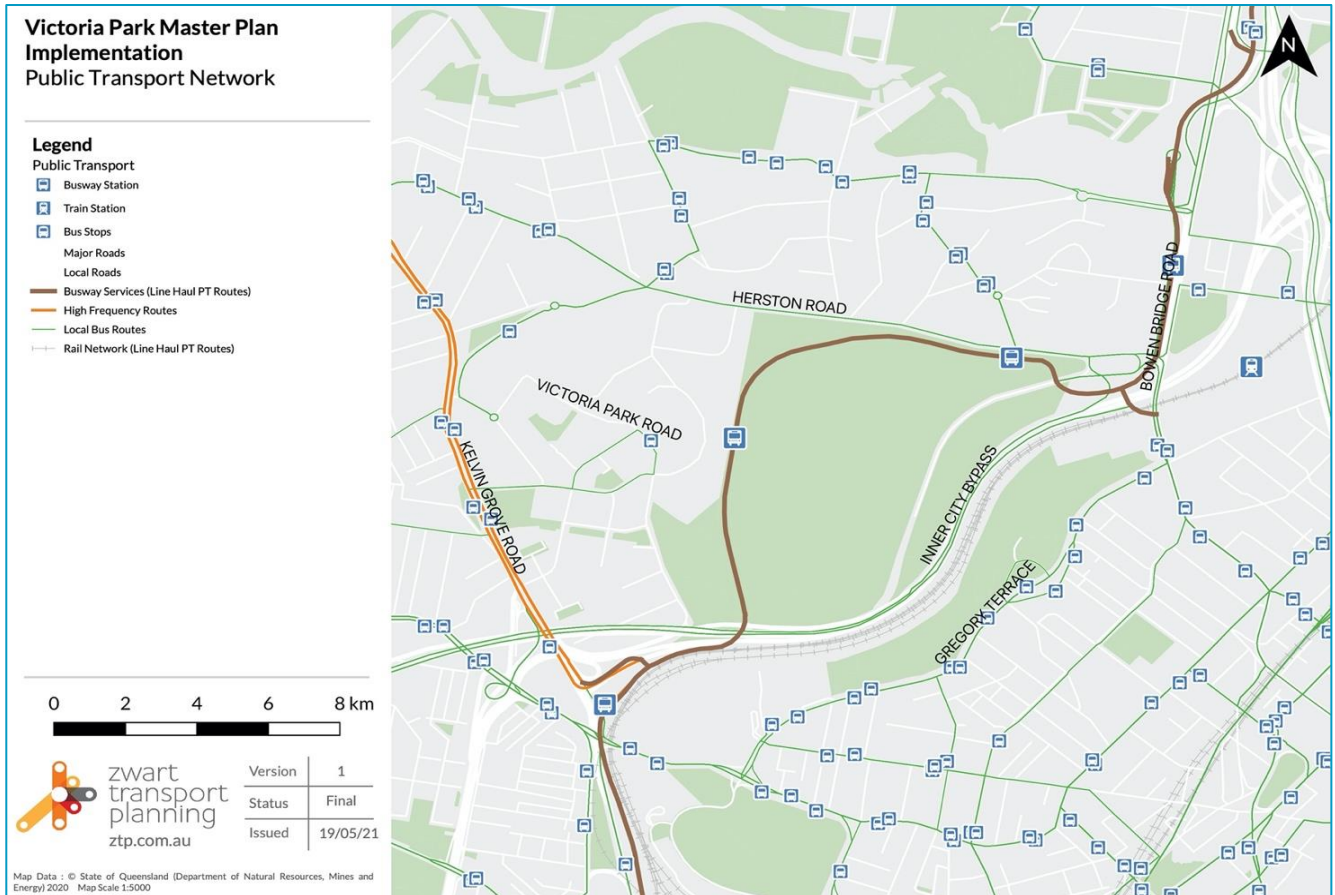 Victoria Park Master Plan
Implementation
Public Transport Network
Legend
Public Transport
Busway Station
Train Station
Bus Stops
Major Roads
Local Roads
Busway Services (Line Haul PT Routes)
High Frequency Routes
Local Bus Routes
Rail Network (Line Haul PT Routes)
0 2 4 6 8 km
zwart
transport
planning
ztp.com.au
Version 1
Status Final
Issued 19/05/21
Map Data : © State of Queensland (Department of Natural Resources, Mines and
Energy) 2020 Map Scale 1:5000
N
HERSTON ROAD
BOWEN BRIDGE ROAD
VICTORIA PARK ROAD
KELVIN GROVE ROAD
INNER CITY BYPASS
GREGORY TERRACE